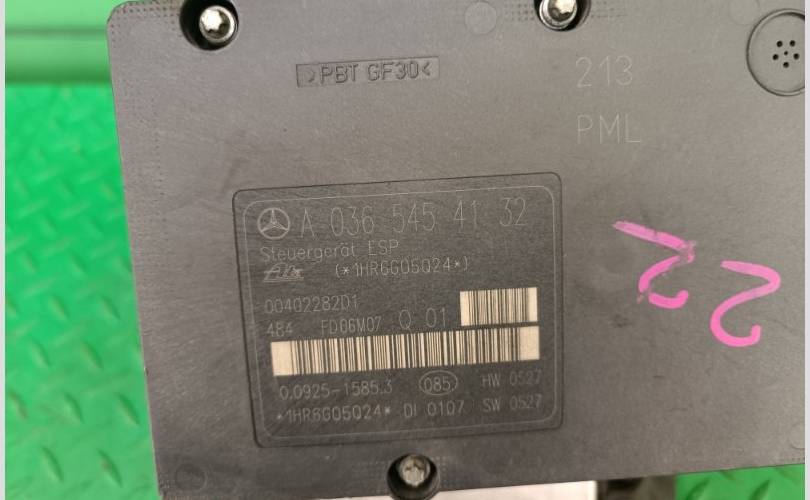 >PBT GF30<
213
PML
A 036 545 41 32
Steuergerät ESP
Ate (*1HR6G05Q24*)
00402282D1
484 FD06M07 Q 01
0.0925-1585.3 085 HW 0527
*1HR6G05Q24* DI 0107 SW 0527
22